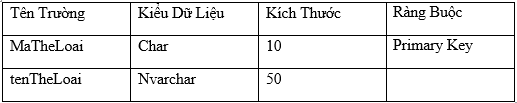 Tên Trường Kiểu Dữ Liệu Kích Thước Ràng Buộc
MaTheLoai Char 10 Primary Key
tenTheLoai Nvarchar 50